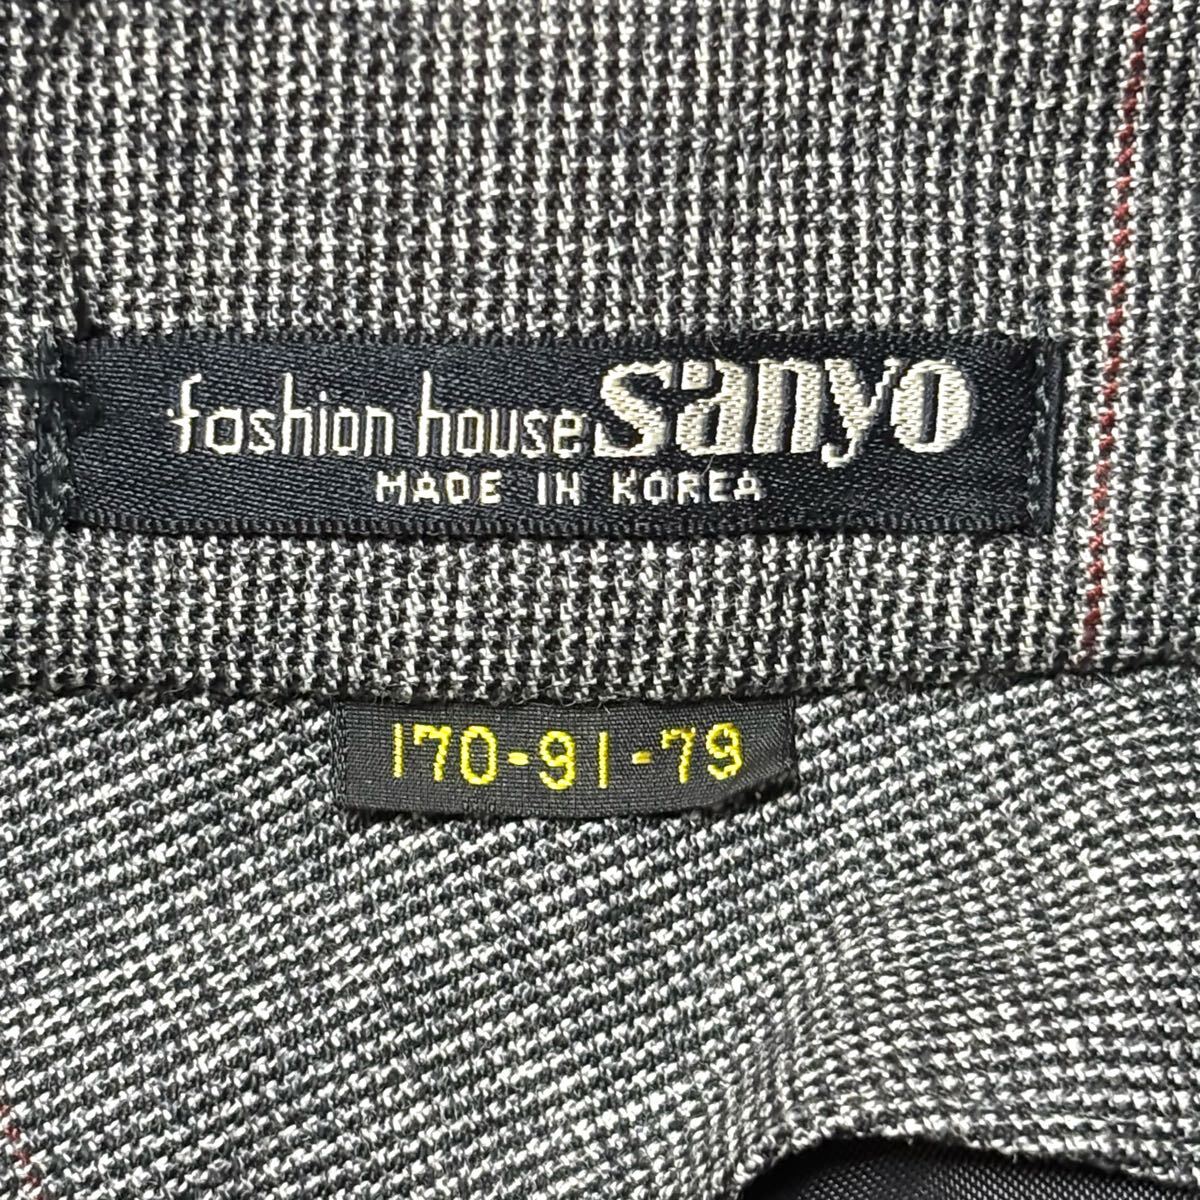 fashion house sanyo
MADE IN KOREA
170-91-79